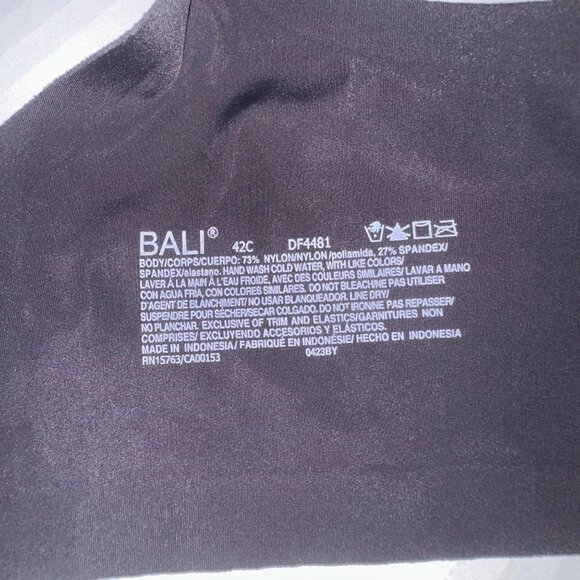 BALI® 42C DF4481
BODY/CORPS/CUERPO: 73% NYLON/NYLON/poliamida, 27% SPANDEX/
SPANDEX/elastano. HAND WASH COLD WATER, WITH LIKE COLORS/
LAVER À LA MAIN À L'EAU FROIDE, AVEC DES COULEURS SIMILAIRES/ LAVAR A MANO
CON AGUA FRÍA, CON COLORES SIMILARES. DO NOT BLEACH/NE PAS UTILISER
D'AGENT DE BLANCHIMENT/ NO USAR BLANQUEADOR. LINE DRY/
SUSPENDRE POUR SÉCHER/SECAR COLGADO. DO NOT IRON/NE PAS REPASSER/
NO PLANCHAR. EXCLUSIVE OF TRIM AND ELASTICS/GARNITURES NON
COMPRISES/ EXCLUYENDO ACCESORIOS Y ELÁSTICOS.
MADE IN INDONESIA/ FABRIQUÉ EN INDONÉSIE/ HECHO EN INDONESIA
RN15763/CA00153 0423BY